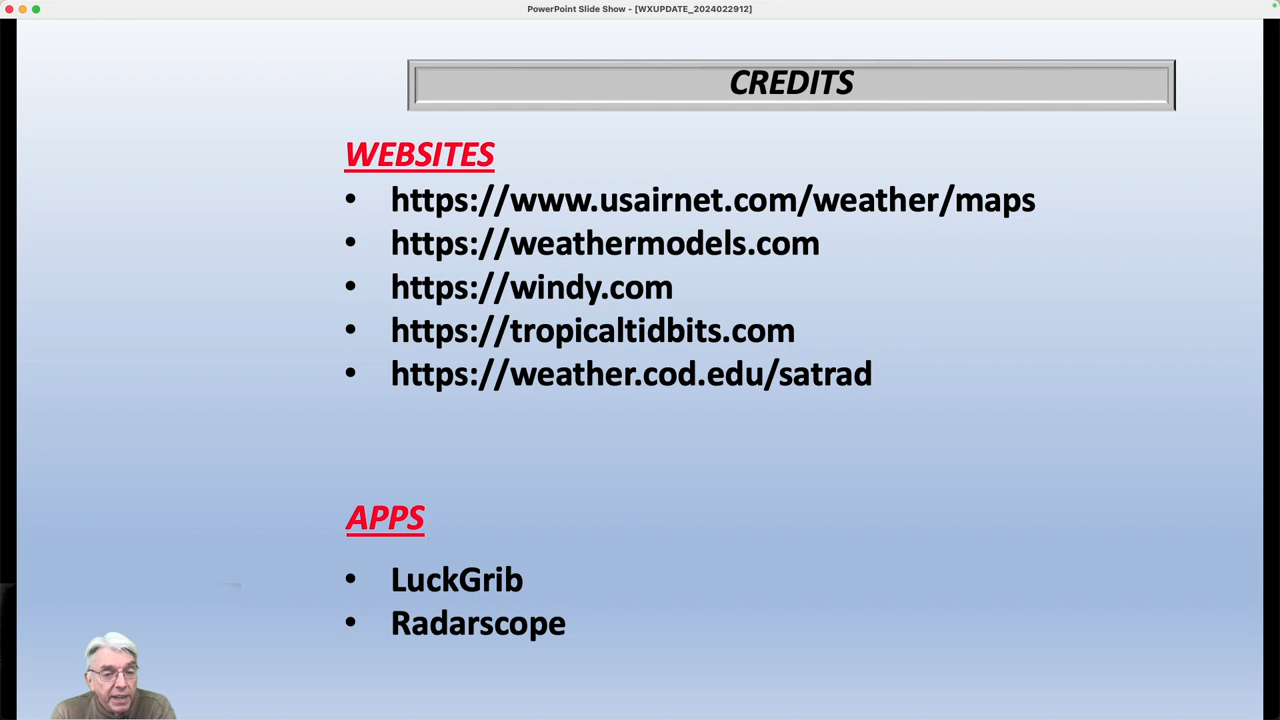 PowerPoint Slide Show - [WXUPDATE_2024022912]
CREDITS
WEBSITES
• https://www.usairnet.com/weather/maps
• https://weathermodels.com
• https://windy.com
• https://tropicaltidbits.com
• https://weather.cod.edu/satrad
APPS
• LuckGrib
• Radarscope